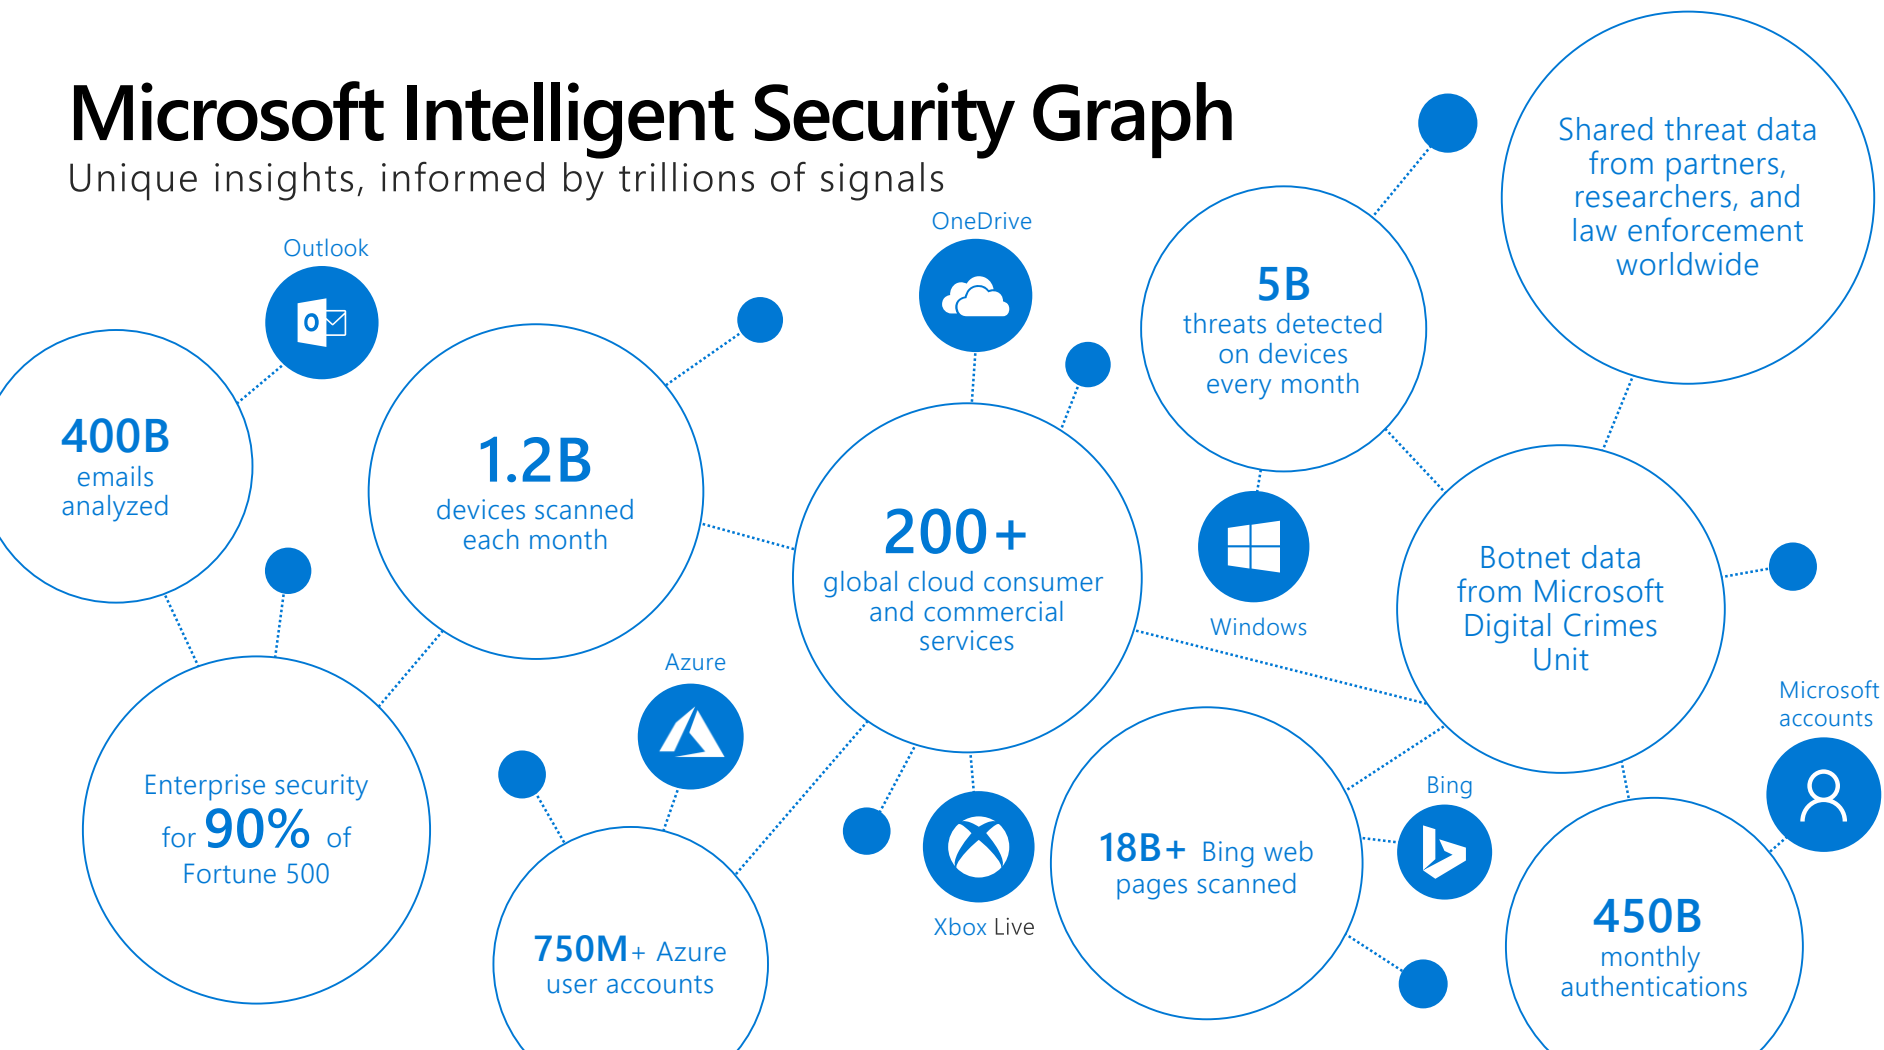 Microsoft Intelligent Security Graph
Unique insights, informed by trillions of signals
Outlook
400B
emails
analyzed
1.2B
devices scanned
each month
OneDrive
200+
global cloud consumer
and commercial
services
5B
threats detected
on devices
every month
Windows
Shared threat data
from partners,
researchers, and
law enforcement
worldwide
Botnet data
from Microsoft
Digital Crimes
Unit
Enterprise security
for 90% of
Fortune 500
Azure
750M+ Azure
user accounts
Xbox Live
18B+ Bing web
pages scanned
Bing
Microsoft
accounts
450B
monthly
authentications